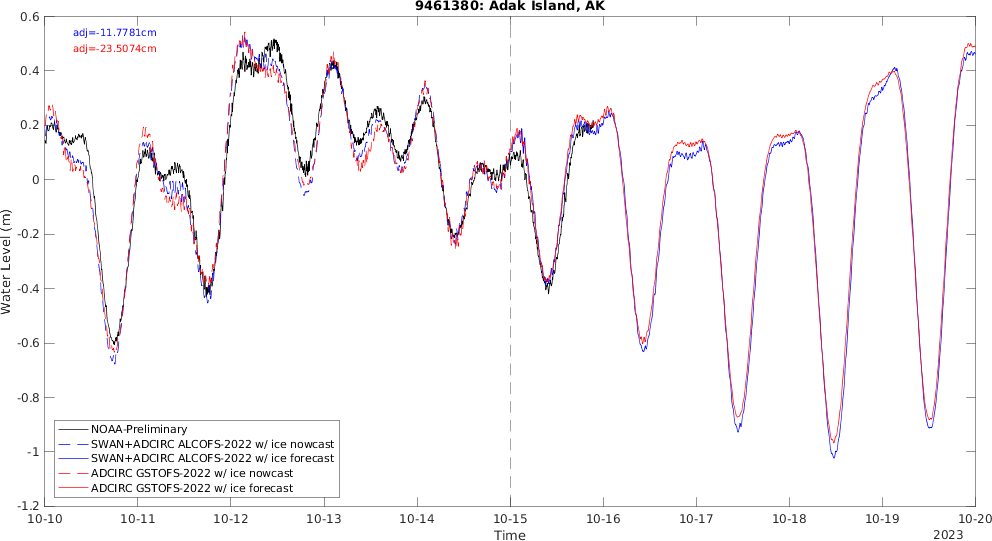 9461380: Adak Island, AK
adj=-11.7781cm
adj=-23.5074cm
0.6
0.4
0.2
0
-0.2
-0.4
-0.6
-0.8
-1
-1.2
Water Level (m)
NOAA-Preliminary
SWAN+ADCIRC ALCOFS-2022 w/ ice nowcast
SWAN+ADCIRC ALCOFS-2022 w/ ice forecast
ADCIRC GSTOFS-2022 w/ ice nowcast
ADCIRC GSTOFS-2022 w/ ice forecast
10-10 10-11 10-12 10-13 10-14 10-15 10-16 10-17 10-18 10-19 10-20
Time
2023